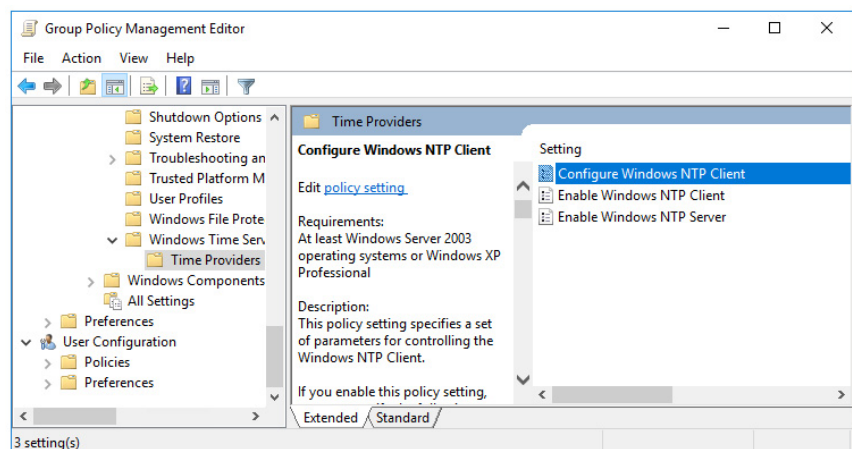 Group Policy Management Editor
File Action View Help
Shutdown Options
System Restore
Troubleshooting an
Trusted Platform M
User Profiles
Windows File Prote
Windows Time Serv
Time Providers
Windows Components
All Settings
Preferences
User Configuration
Policies
Preferences
Time Providers
Configure Windows NTP Client
Edit policy setting
Requirements:
At least Windows Server 2003
operating systems or Windows XP
Professional
Description:
This policy setting specifies a set
of parameters for controlling the
Windows NTP Client.
If you enable this policy setting,
Setting
Configure Windows NTP Client
Enable Windows NTP Client
Enable Windows NTP Server
Extended Standard
3 setting(s)